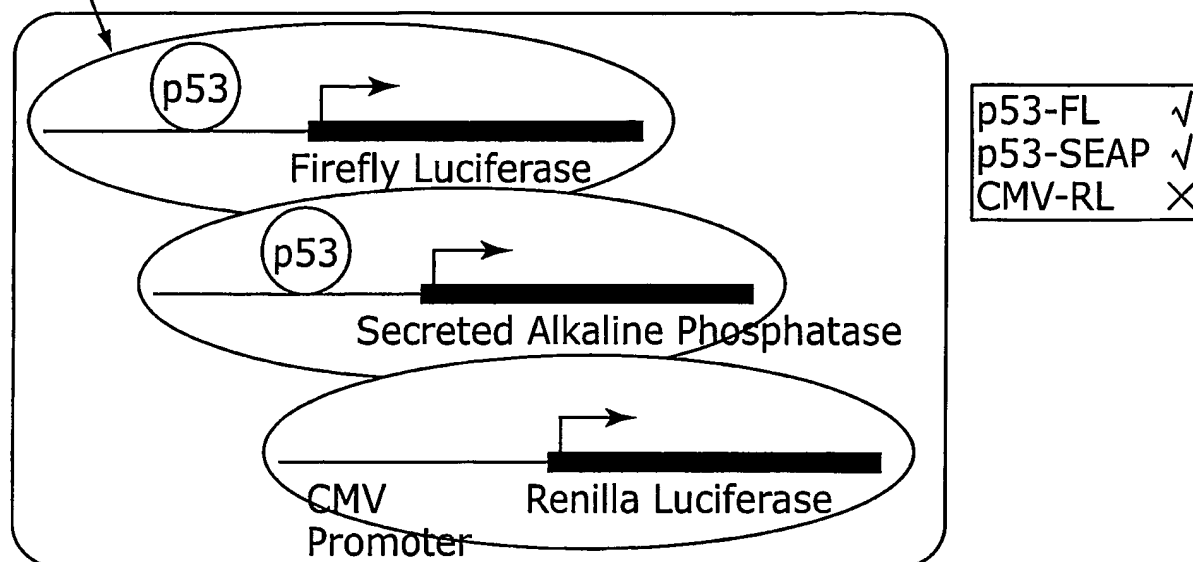 p53
Firefly Luciferase
p53
Secreted Alkaline Phosphatase
CMV
Promoter
Renilla Luciferase
p53-FL √
p53-SEAP √
CMV-RL ×